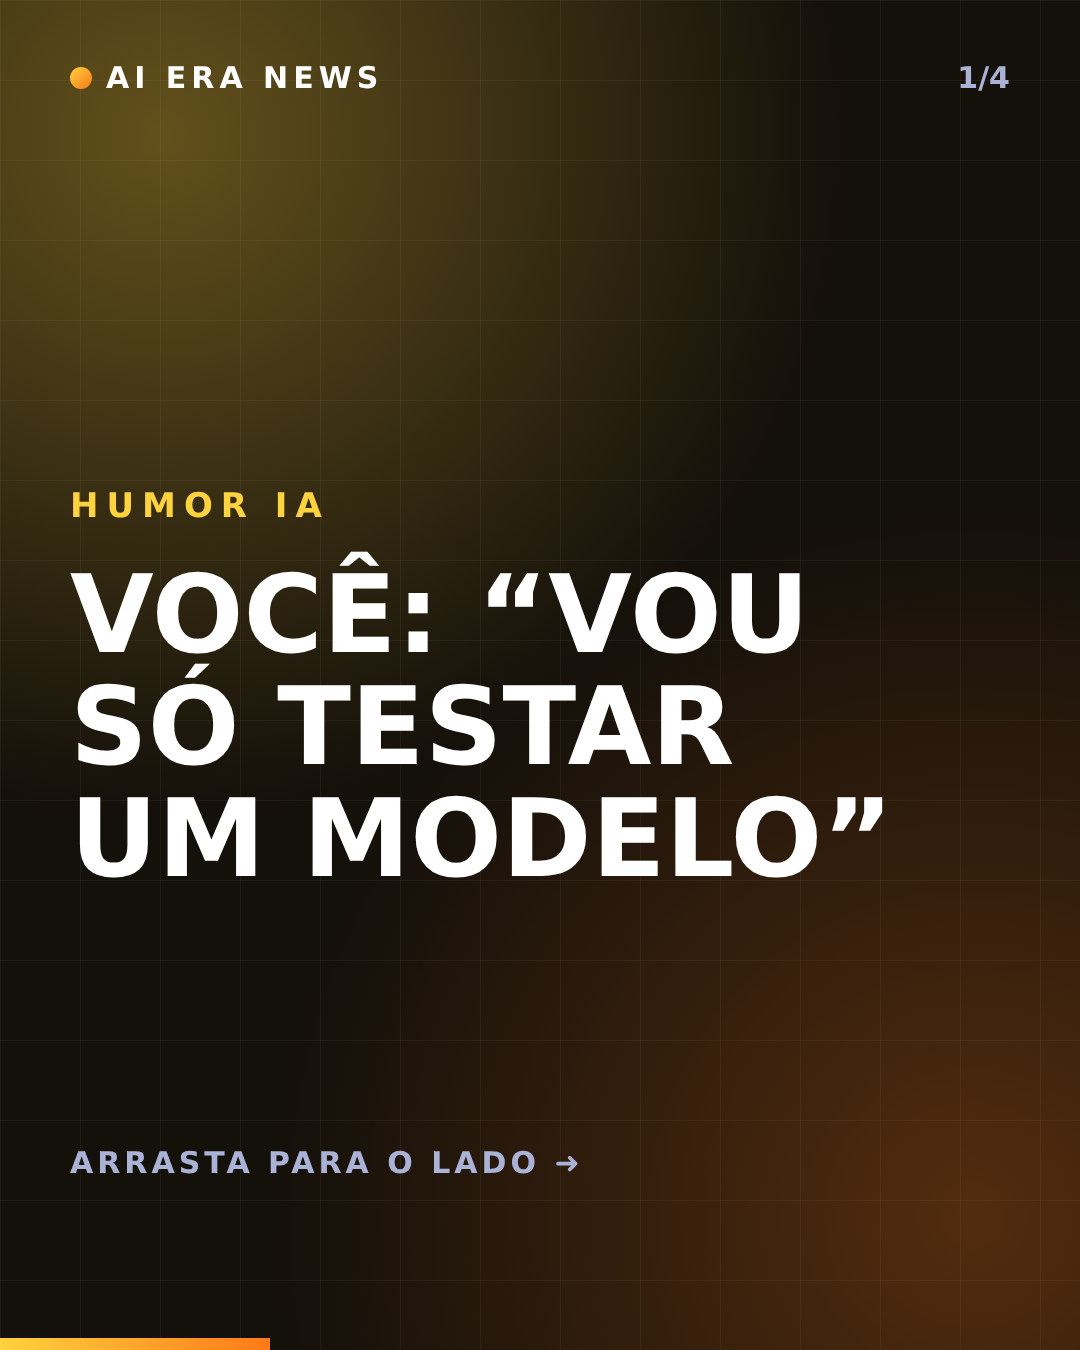 AI ERA NEWS
1/4
HUMOR IA
VOCÊ: “VOU
SÓ TESTAR
UM MODELO”
ARRASTA PARA O LADO →